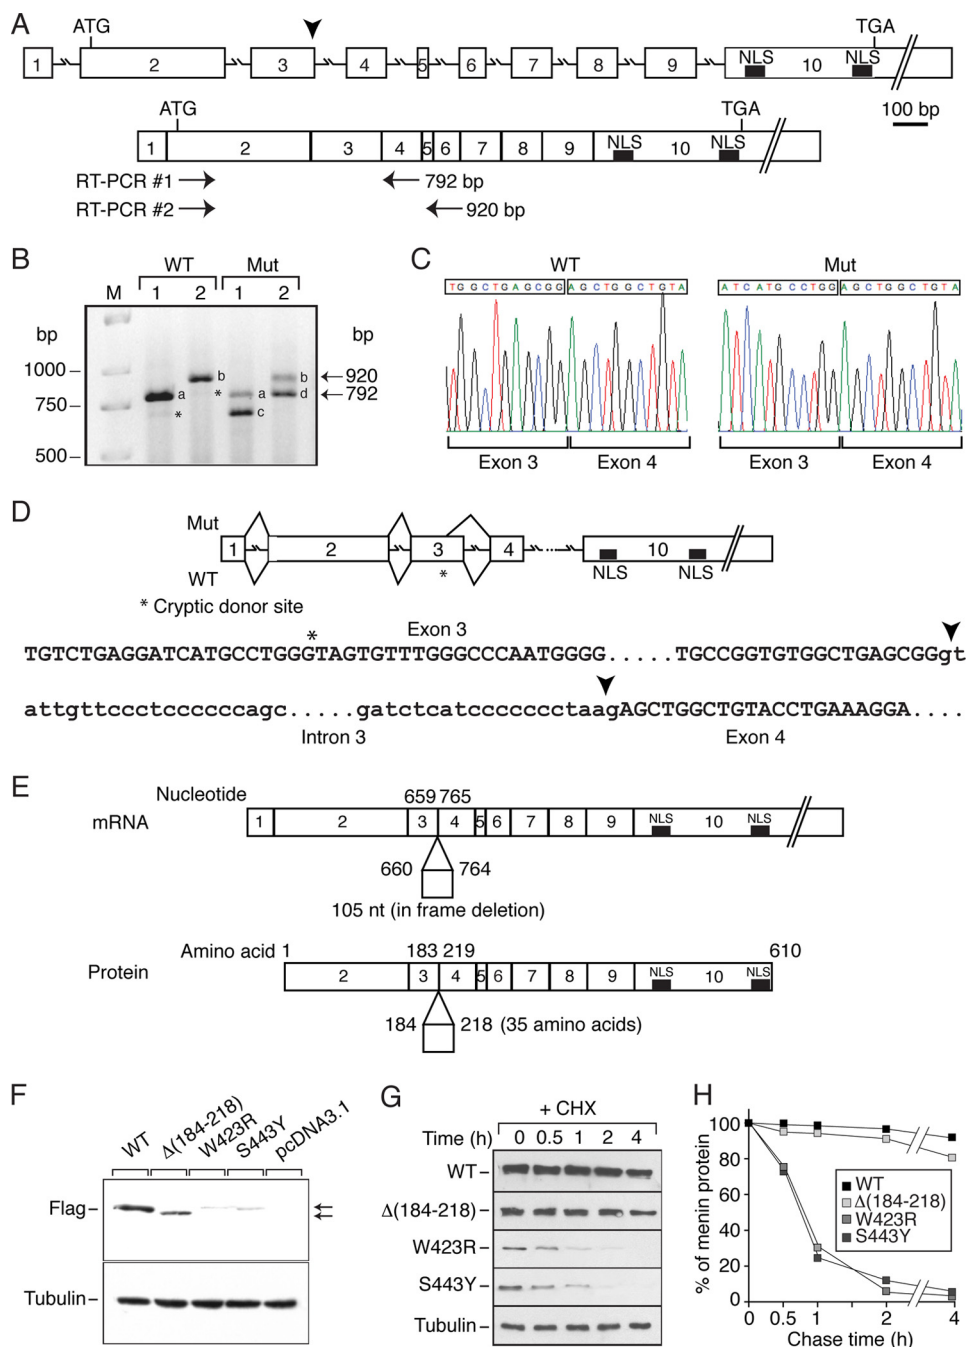 A
ATG
TGA
1 2 3 4 5 6 7 8 9 NLS 10 NLS
100 bp
ATG
TGA
1 2 3 4 5 6 7 8 9 NLS 10 NLS
RT-PCR #1 792 bp
RT-PCR #2 920 bp
B
WT Mut
M 1 2 1 2
bp bp
1000 b b 920
a * a d 792
750 * c
500
C
WT Mut
TGGCTGAGCGG AGCTGGCTGTA
ATCATGCCTGG AGCTGGCTGTA
Exon 3 Exon 4 Exon 3 Exon 4
D
Mut
1 2 3 4 10
* NLS NLS
WT
* Cryptic donor site
* Exon 3
TGTCTGAGGATCATGCCTGGGTAGTGTTTGGGCCCAATGGGG.....TGCCGGTGTGGCTGAGCGGgt
attgttccctccccccagc.....gatctcatccccccctaagAGCTGGCTGTACCTGAAAGGA....
Intron 3 Exon 4
E
Nucleotide 659 765
mRNA 1 2 3 4 5 6 7 8 9 NLS 10 NLS
660 764
105 nt (in frame deletion)
Amino acid 1 183 219 610
Protein 2 3 4 5 6 7 8 9 NLS 10 NLS
184 218 (35 amino acids)
F
WT Δ(184-218) W423R S443Y pcDNA3.1
Flag
Tubulin
G
+ CHX
Time (h) 0 0.5 1 2 4
WT
Δ(184-218)
W423R
S443Y
Tubulin
H
% of menin protein
100
80
60
40
20
0
WT
Δ(184-218)
W423R
S443Y
0 0.5 1 2 4
Chase time (h)